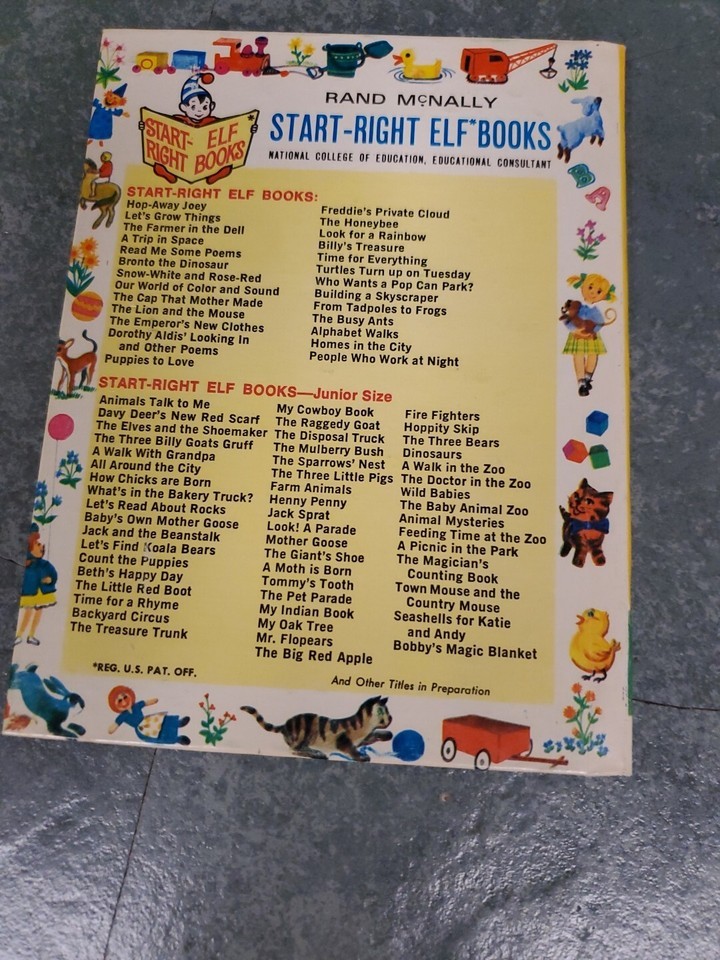 START- ELF *
RIGHT BOOKS
RAND McNALLY
START-RIGHT ELF* BOOKS
NATIONAL COLLEGE OF EDUCATION, EDUCATIONAL CONSULTANT
START-RIGHT ELF BOOKS:
Hop-Away Joey
Let's Grow Things
The Farmer in the Dell
A Trip in Space
Read Me Some Poems
Bronto the Dinosaur
Snow-White and Rose-Red
Our World of Color and Sound
The Cap That Mother Made
The Lion and the Mouse
The Emperor's New Clothes
Dorothy Aldis' Looking In
and Other Poems
Puppies to Love
Freddie's Private Cloud
The Honeybee
Look for a Rainbow
Billy's Treasure
Time for Everything
Turtles Turn up on Tuesday
Who Wants a Pop Can Park?
Building a Skyscraper
From Tadpoles to Frogs
The Busy Ants
Alphabet Walks
Homes in the City
People Who Work at Night
START-RIGHT ELF BOOKS—Junior Size
Animals Talk to Me
Davy Deer's New Red Scarf
The Elves and the Shoemaker
The Three Billy Goats Gruff
A Walk With Grandpa
All Around the City
How Chicks are Born
What's in the Bakery Truck?
Let's Read About Rocks
Baby's Own Mother Goose
Jack and the Beanstalk
Let's Find Koala Bears
Count the Puppies
Beth's Happy Day
The Little Red Boot
Time for a Rhyme
Backyard Circus
The Treasure Trunk
My Cowboy Book
The Raggedy Goat
The Disposal Truck
The Mulberry Bush
The Sparrows' Nest
The Three Little Pigs
Farm Animals
Henny Penny
Jack Sprat
Look! A Parade
Mother Goose
The Giant's Shoe
A Moth is Born
Tommy's Tooth
The Pet Parade
My Indian Book
My Oak Tree
Mr. Flopears
The Big Red Apple
Fire Fighters
Hoppity Skip
The Three Bears
Dinosaurs
A Walk in the Zoo
The Doctor in the Zoo
Wild Babies
The Baby Animal Zoo
Animal Mysteries
Feeding Time at the Zoo
A Picnic in the Park
The Magician's
Counting Book
Town Mouse and the
Country Mouse
Seashells for Katie
and Andy
Bobby's Magic Blanket
*REG. U.S. PAT. OFF.
And Other Titles in Preparation
B
A